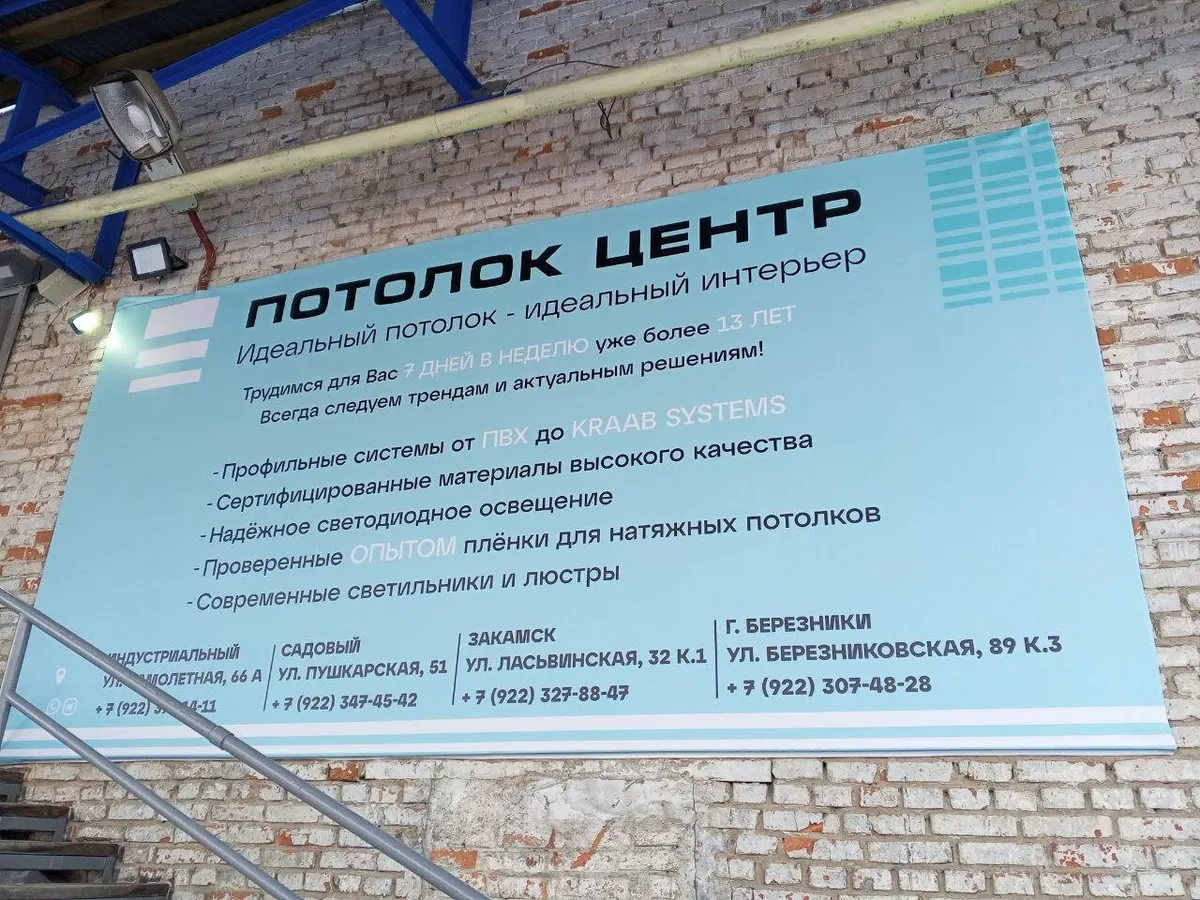 ПОТОЛОК ЦЕНТР
Идеальный потолок - идеальный интерьер
Трудимся для Вас 7 ДНЕЙ В НЕДЕЛЮ уже более 13 ЛЕТ
Всегда следуем трендам и актуальным решениям!
- Профильные системы от ПВХ до KRAAB SYSTEMS
- Сертифицированные материалы высокого качества
- Надёжное светодиодное освещение
- Проверенные ОПЫТОМ плёнки для натяжных потолков
- Современные светильники и люстры
ИНДУСТРИАЛЬНЫЙ
УЛ. 66 А
+ 7 (922)
САДОВЫЙ
УЛ. ПУШКАРСКАЯ, 51
+ 7 (922) 347-45-42
ЗАКАМСК
УЛ. ЛАСЬВИНСКАЯ, 32 К.1
+ 7 (922) 327-88-47
Г. БЕРЕЗНИКИ
УЛ. БЕРЕЗНИКОВСКАЯ, 89 К.3
+ 7 (922) 307-48-28